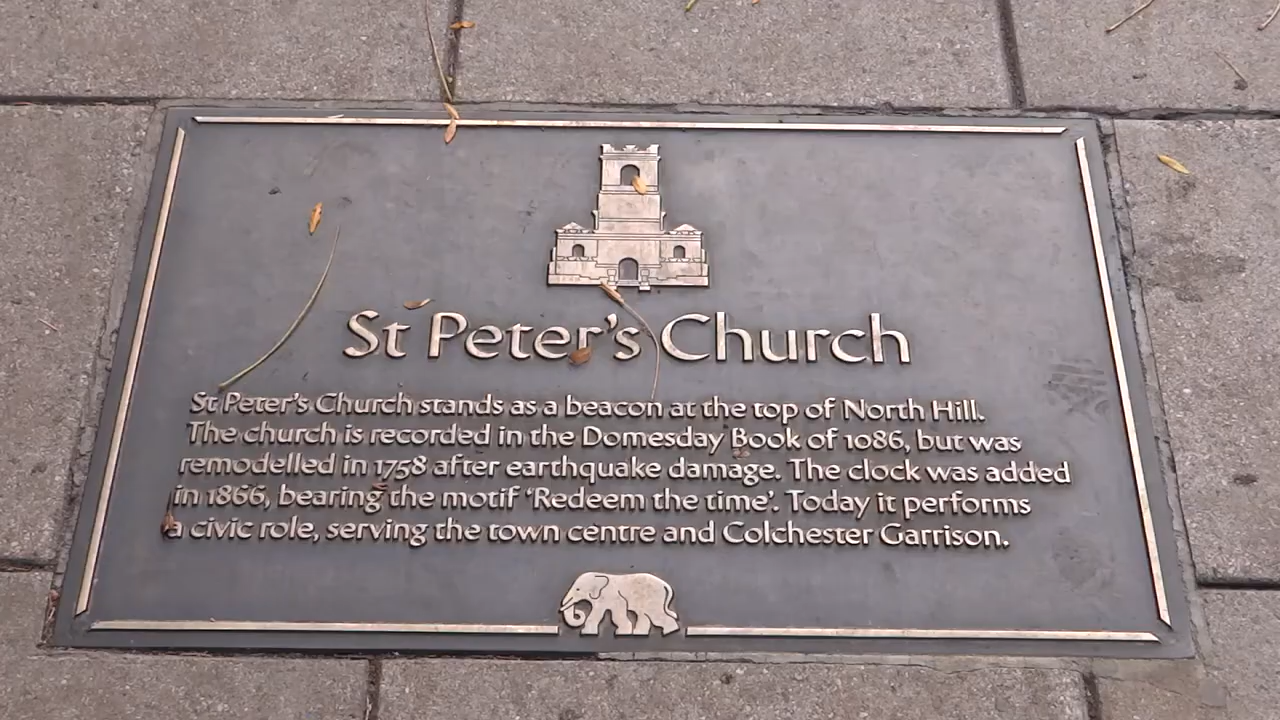 St Peter's Church
St Peter's Church stands as a beacon at the top of North Hill.
The church is recorded in the Domesday Book of 1086, but was
remodelled in 1758 after earthquake damage. The clock was added
in 1866, bearing the motif ‘Redeem the time’. Today it performs
a civic role, serving the town centre and Colchester Garrison.